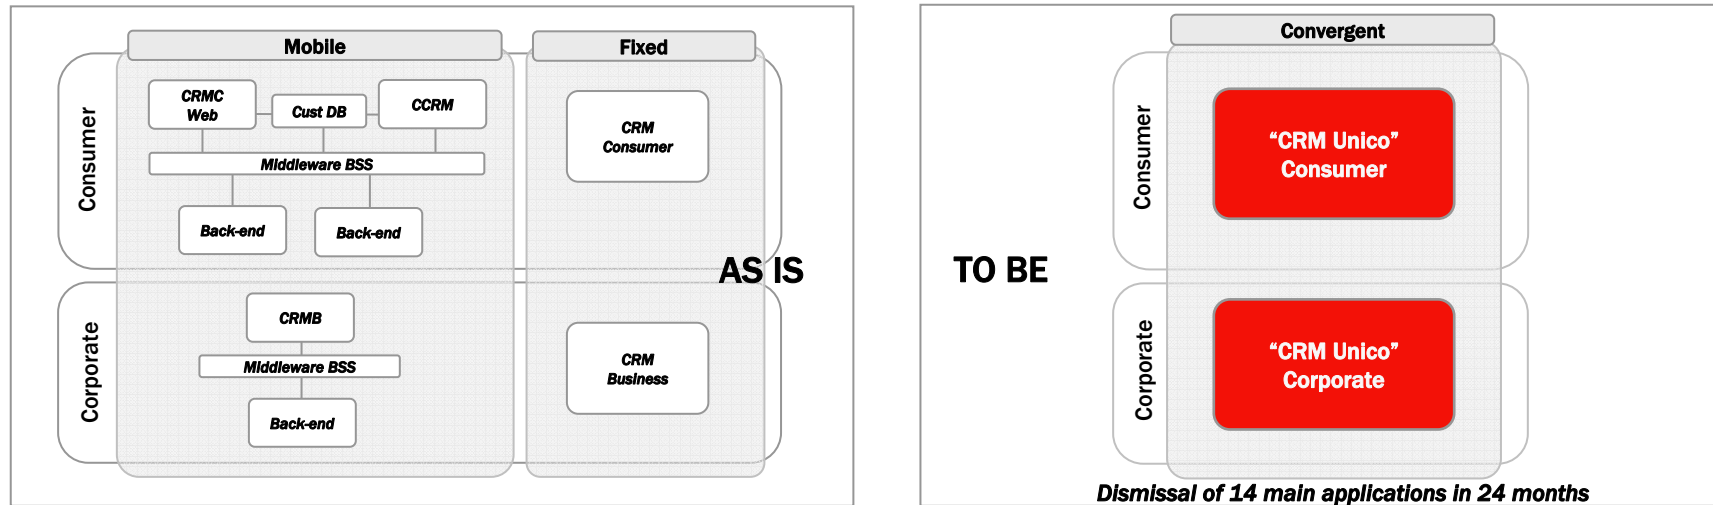 Mobile
Fixed
Consumer
CRMC
Web
Cust DB
CCRM
Middleware BSS
Back-end
Back-end
CRM
Consumer
AS IS
Corporate
CRMB
Middleware BSS
Back-end
CRM
Business
TO BE
Convergent
Consumer
“CRM Unico”
Consumer
Corporate
“CRM Unico”
Corporate
Dismissal of 14 main applications in 24 months